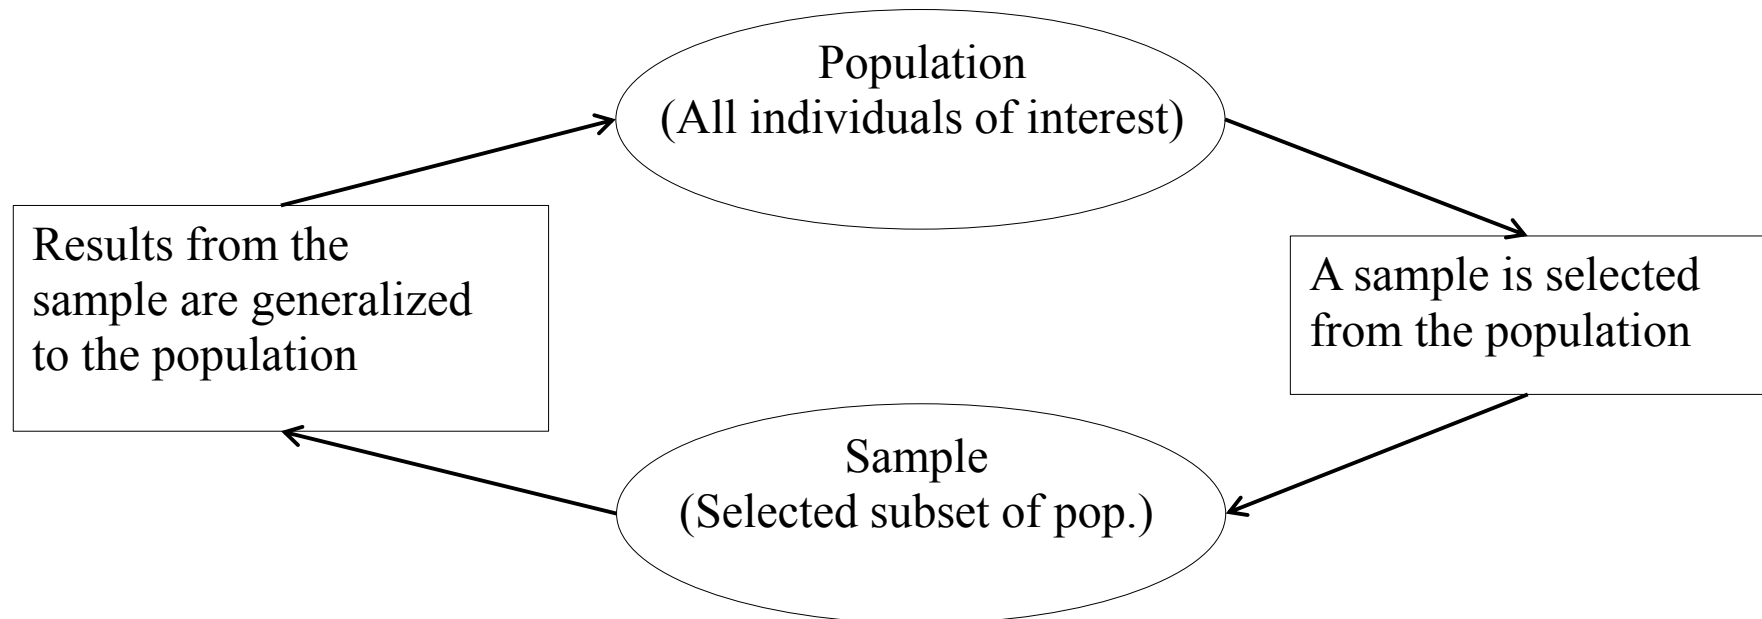 Population
(All individuals of interest)
Results from the
sample are generalized
to the population
A sample is selected
from the population
Sample
(Selected subset of pop.)